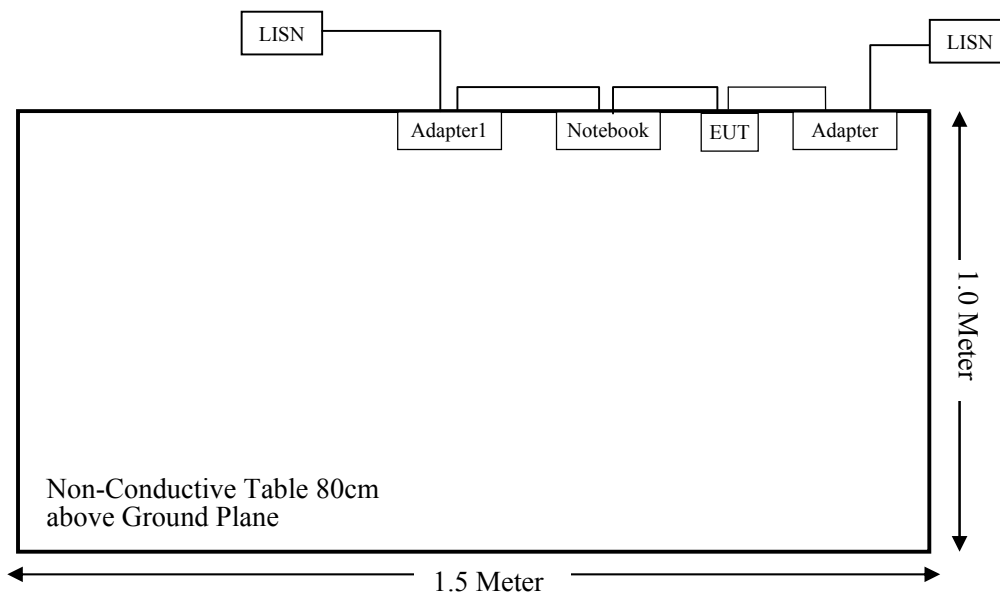 LISN
LISN
Adapter1
Notebook
EUT
Adapter
1.0 Meter
Non-Conductive Table 80cm
above Ground Plane
1.5 Meter